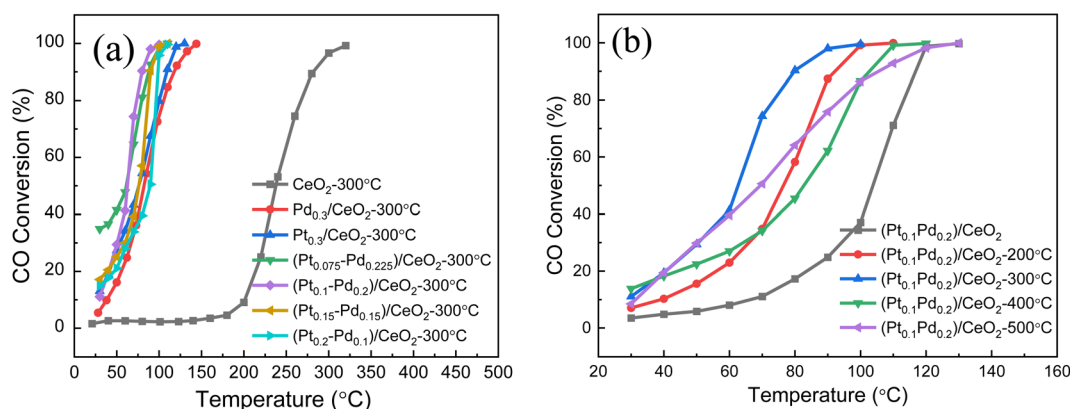 (a)
CO Conversion (%)
100
80
60
40
20
0
CeO₂-300°C
Pd₀.₃/CeO₂-300°C
Pt₀.₃/CeO₂-300°C
(Pt₀.₀₇₅-Pd₀.₂₂₅)/CeO₂-300°C
(Pt₀.₁-Pd₀.₂)/CeO₂-300°C
(Pt₀.₁₅-Pd₀.₁₅)/CeO₂-300°C
(Pt₀.₂-Pd₀.₁)/CeO₂-300°C
0 50 100 150 200 250 300 350 400 450 500
Temperature (°C)
(b)
CO Conversion (%)
100
80
60
40
20
0
(Pt₀.₁Pd₀.₂)/CeO₂
(Pt₀.₁Pd₀.₂)/CeO₂-200°C
(Pt₀.₁Pd₀.₂)/CeO₂-300°C
(Pt₀.₁Pd₀.₂)/CeO₂-400°C
(Pt₀.₁Pd₀.₂)/CeO₂-500°C
20 40 60 80 100 120 140 160
Temperature (°C)